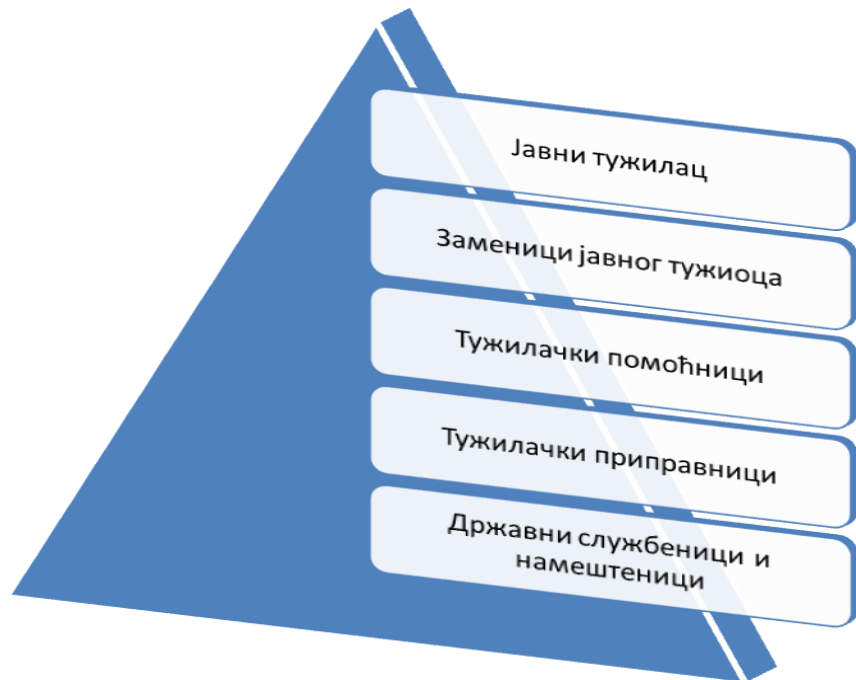 Јавни тужилац
Заменици јавног тужиоца
Тужилачки помоћници
Тужилачки приправници
Државни службеници и
намештеници